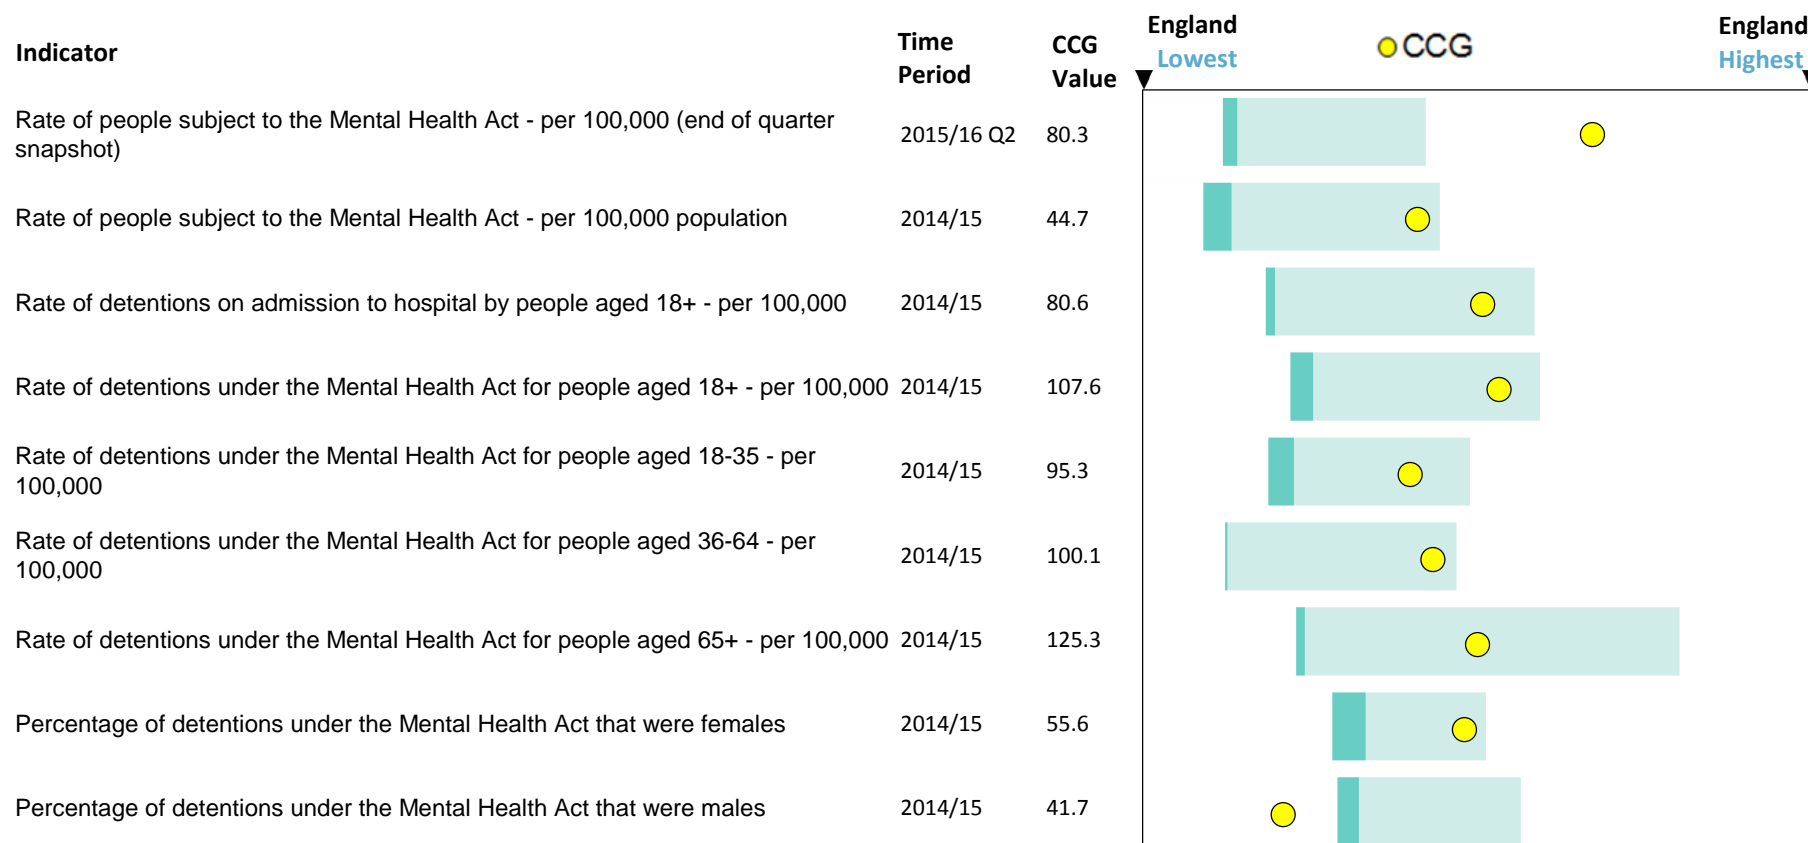 Indicator
Time
Period
CCG
Value
England
Lowest
CCG
England
Highest
Rate of people subject to the Mental Health Act - per 100,000 (end of quarter
snapshot)
2015/16 Q2
80.3
Rate of people subject to the Mental Health Act - per 100,000 population
2014/15
44.7
Rate of detentions on admission to hospital by people aged 18+ - per 100,000
2014/15
80.6
Rate of detentions under the Mental Health Act for people aged 18+ - per 100,000
2014/15
107.6
Rate of detentions under the Mental Health Act for people aged 18-35 - per
100,000
2014/15
95.3
Rate of detentions under the Mental Health Act for people aged 36-64 - per
100,000
2014/15
100.1
Rate of detentions under the Mental Health Act for people aged 65+ - per 100,000
2014/15
125.3
Percentage of detentions under the Mental Health Act that were females
2014/15
55.6
Percentage of detentions under the Mental Health Act that were males
2014/15
41.7